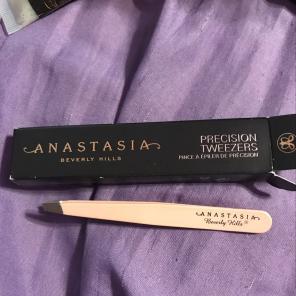 ANASTASIA
BEVERLY HILLS
PRECISION
TWEEZERS
PINCE À ÉPILER DE PRÉCISION
ANASTASIA
Beverly Hills®